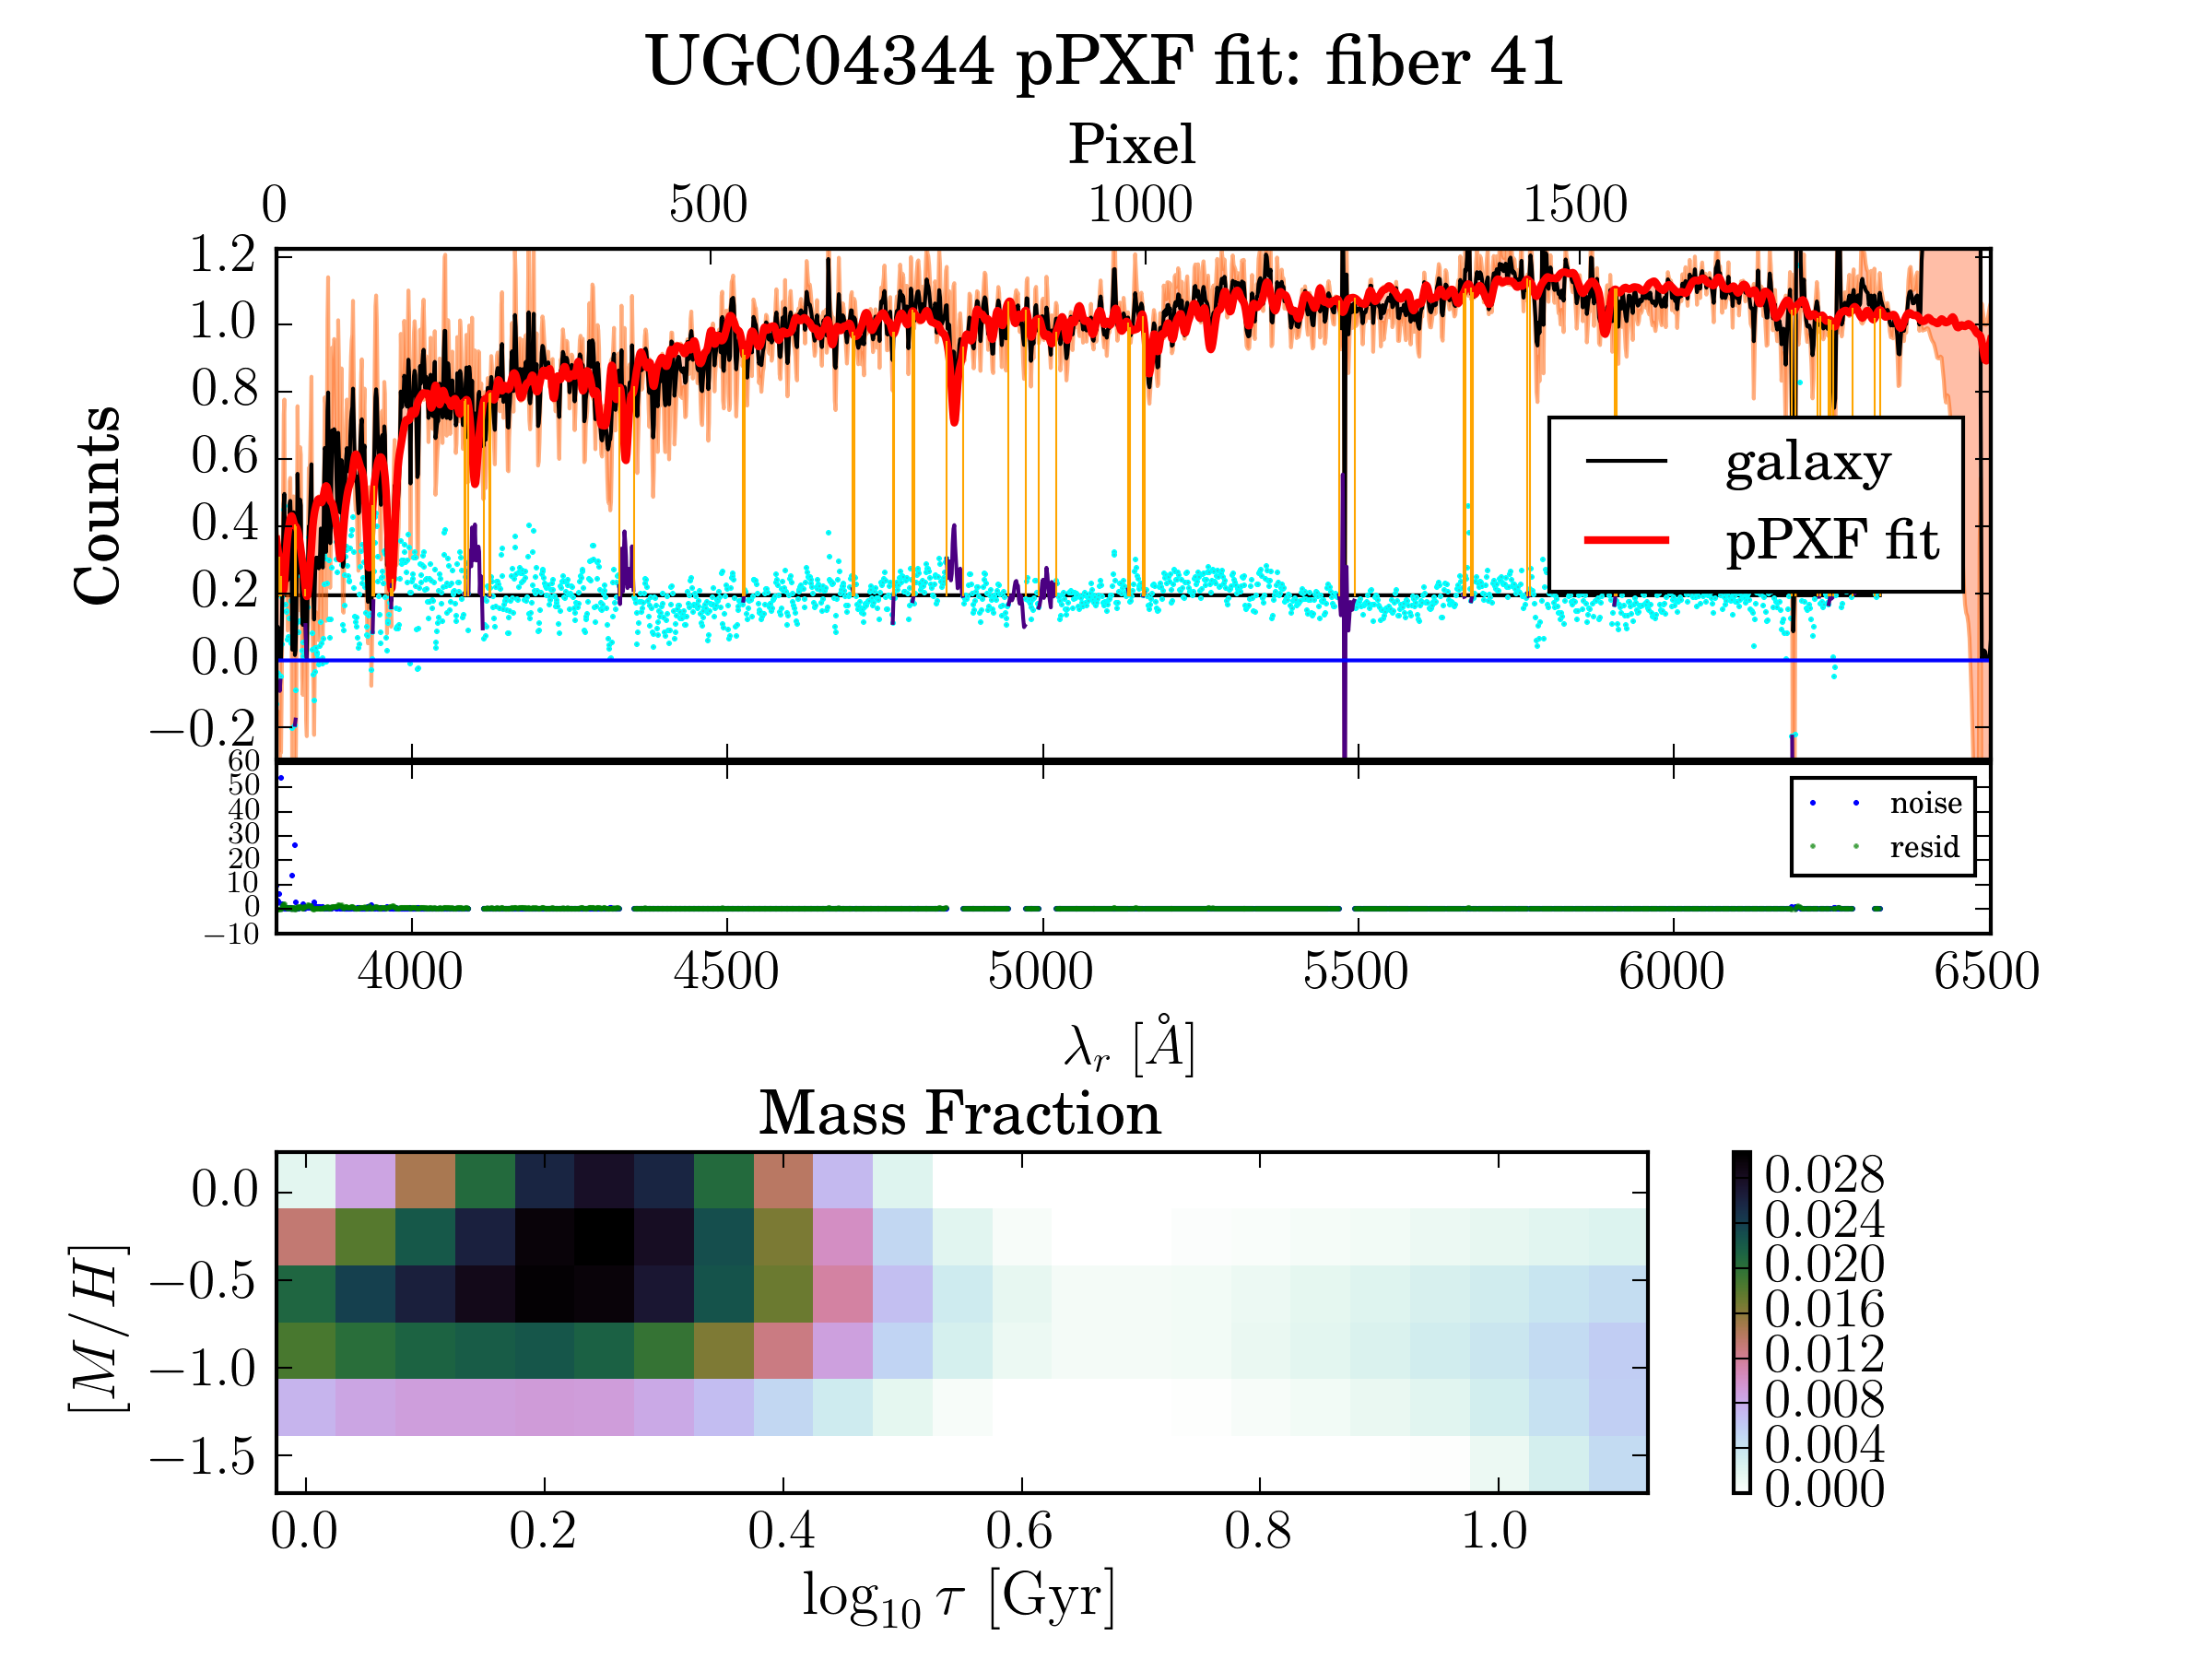 UGC04344 pPXF fit: fiber 41
Pixel
0 500 1000 1500
1.2
1.0
0.8
0.6
0.4
0.2
0.0
−0.2
Counts
galaxy
pPXF fit
60
50
40
30
20
10
0
−10
noise
resid
4000 4500 5000 5500 6000 6500
λr [Å]
Mass Fraction
0.0
−0.5
−1.0
−1.5
[M/H]
0.028
0.024
0.020
0.016
0.012
0.008
0.004
0.000
0.0 0.2 0.4 0.6 0.8 1.0
log10 τ [Gyr]